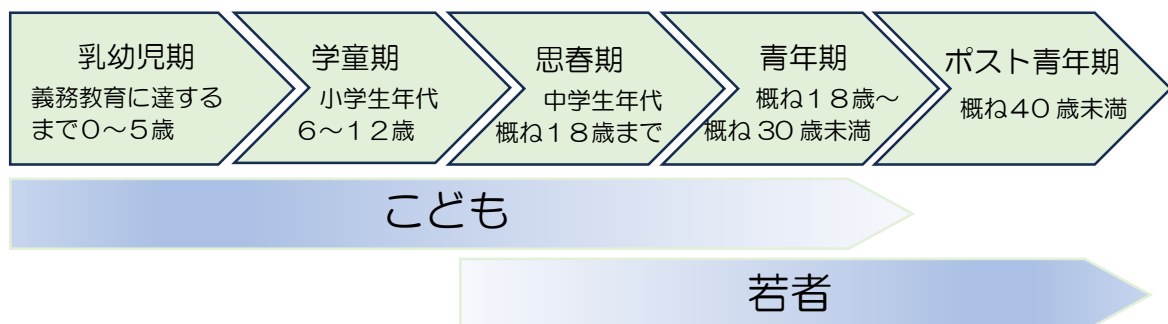 乳幼児期
義務教育に達する
まで０～５歳
学童期
小学生年代
６～１２歳
思春期
中学生年代
概ね１８歳まで
青年期
概ね１８歳～
概ね 30 歳未満
ポスト青年期
概ね４０ 歳未満
こども
若者